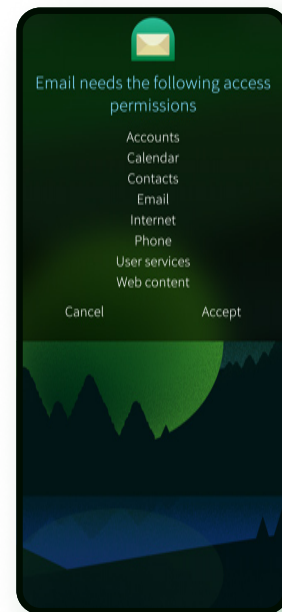 Email needs the following access
permissions
Accounts
Calendar
Contacts
Email
Internet
Phone
User services
Web content
Cancel Accept